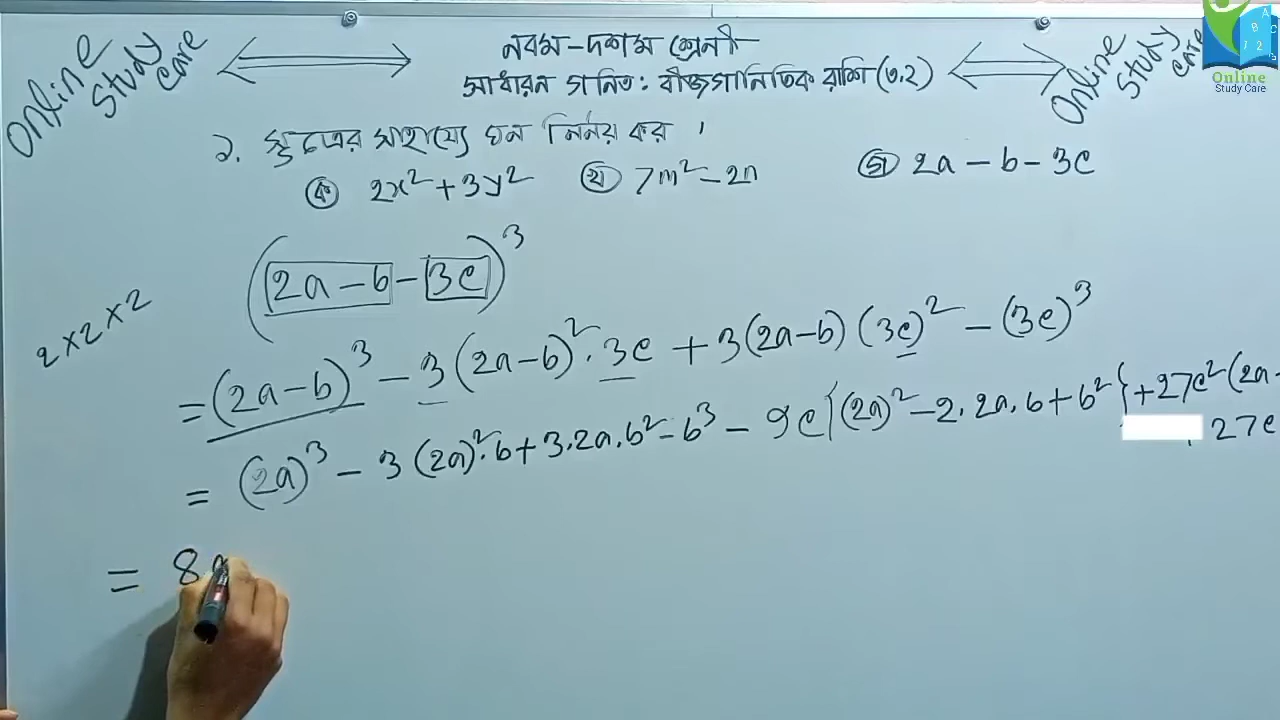 Online Study Care
নবম-দশম শ্রেনী
সাধারন গনিত: বীজগানিতিক রাশি (৩.২)
Online Study Care
Online
Study Care
১. সূত্রের সাহায্যে ঘন নির্নয় কর ।
ক 2x² + 3y² খ 7m² - 2n গ 2a - b - 3c
(2a - b - 3c)³
2 × 2 × 2
= (2a - b)³ - 3(2a - b)² · 3c + 3(2a - b)(3c)² - (3c)³
= (2a)³ - 3(2a)² · b + 3.2a.b² - b³ - 9c{(2a)² - 2.2a.b + b²} + 27c²(2a -
27c
= 8a